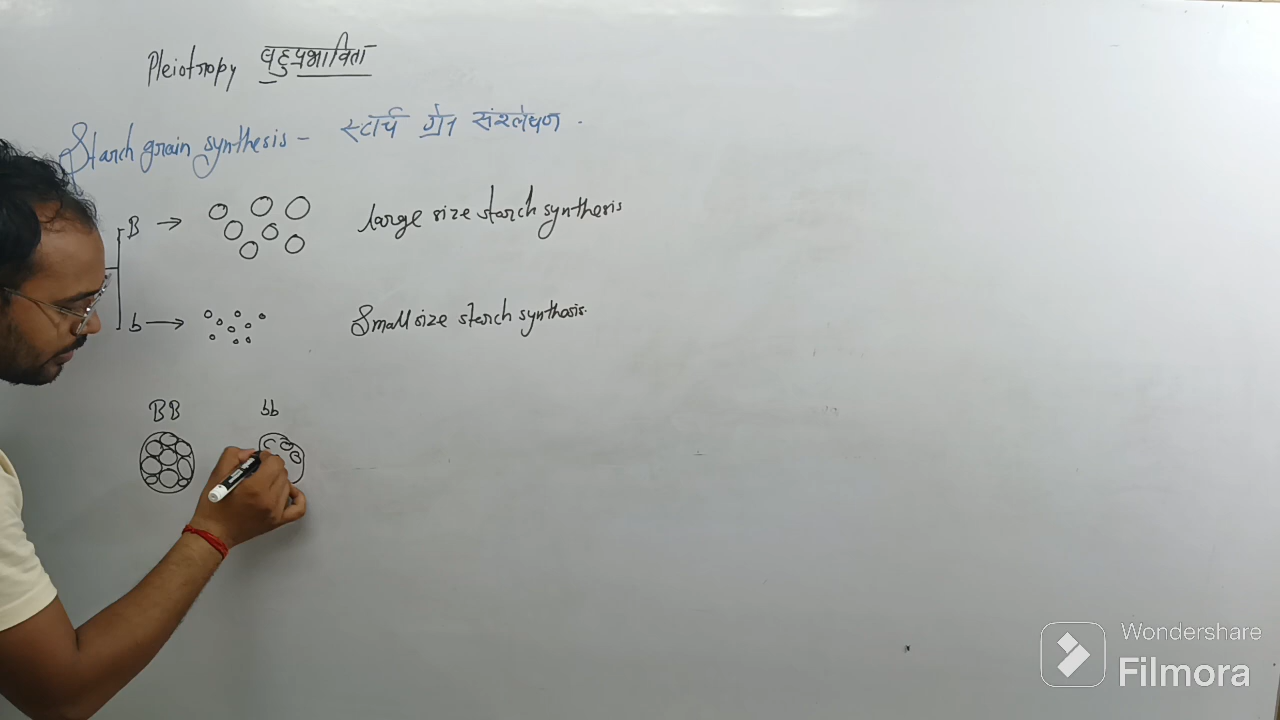 Pleiotropy बहुप्रभाविता
Starch grain synthesis - स्टार्च ग्रेन संश्लेषण .
B → large size starch synthesis
b → Small size starch synthesis.
BB bb
Wondershare
Filmora